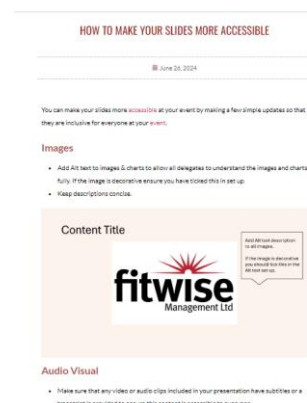 HOW TO MAKE YOUR SLIDES MORE ACCESSIBLE
June 26, 2024
You can make your slides more accessible at your event by making a few simple updates so that
they are inclusive for everyone at your event.
Images
Add Alt text to images & charts to allow all delegates to understand the images and charts
fully. If the image is decorative ensure you have ticked this in set up.
Keep descriptions concise.
Content Title
Add Alt text description
to all images.
If the image is decorative
you should tick this in the
Alt text set up.
fitwise
Management Ltd
Audio Visual
Make sure that any video or audio clips included in your presentation have subtitles or a